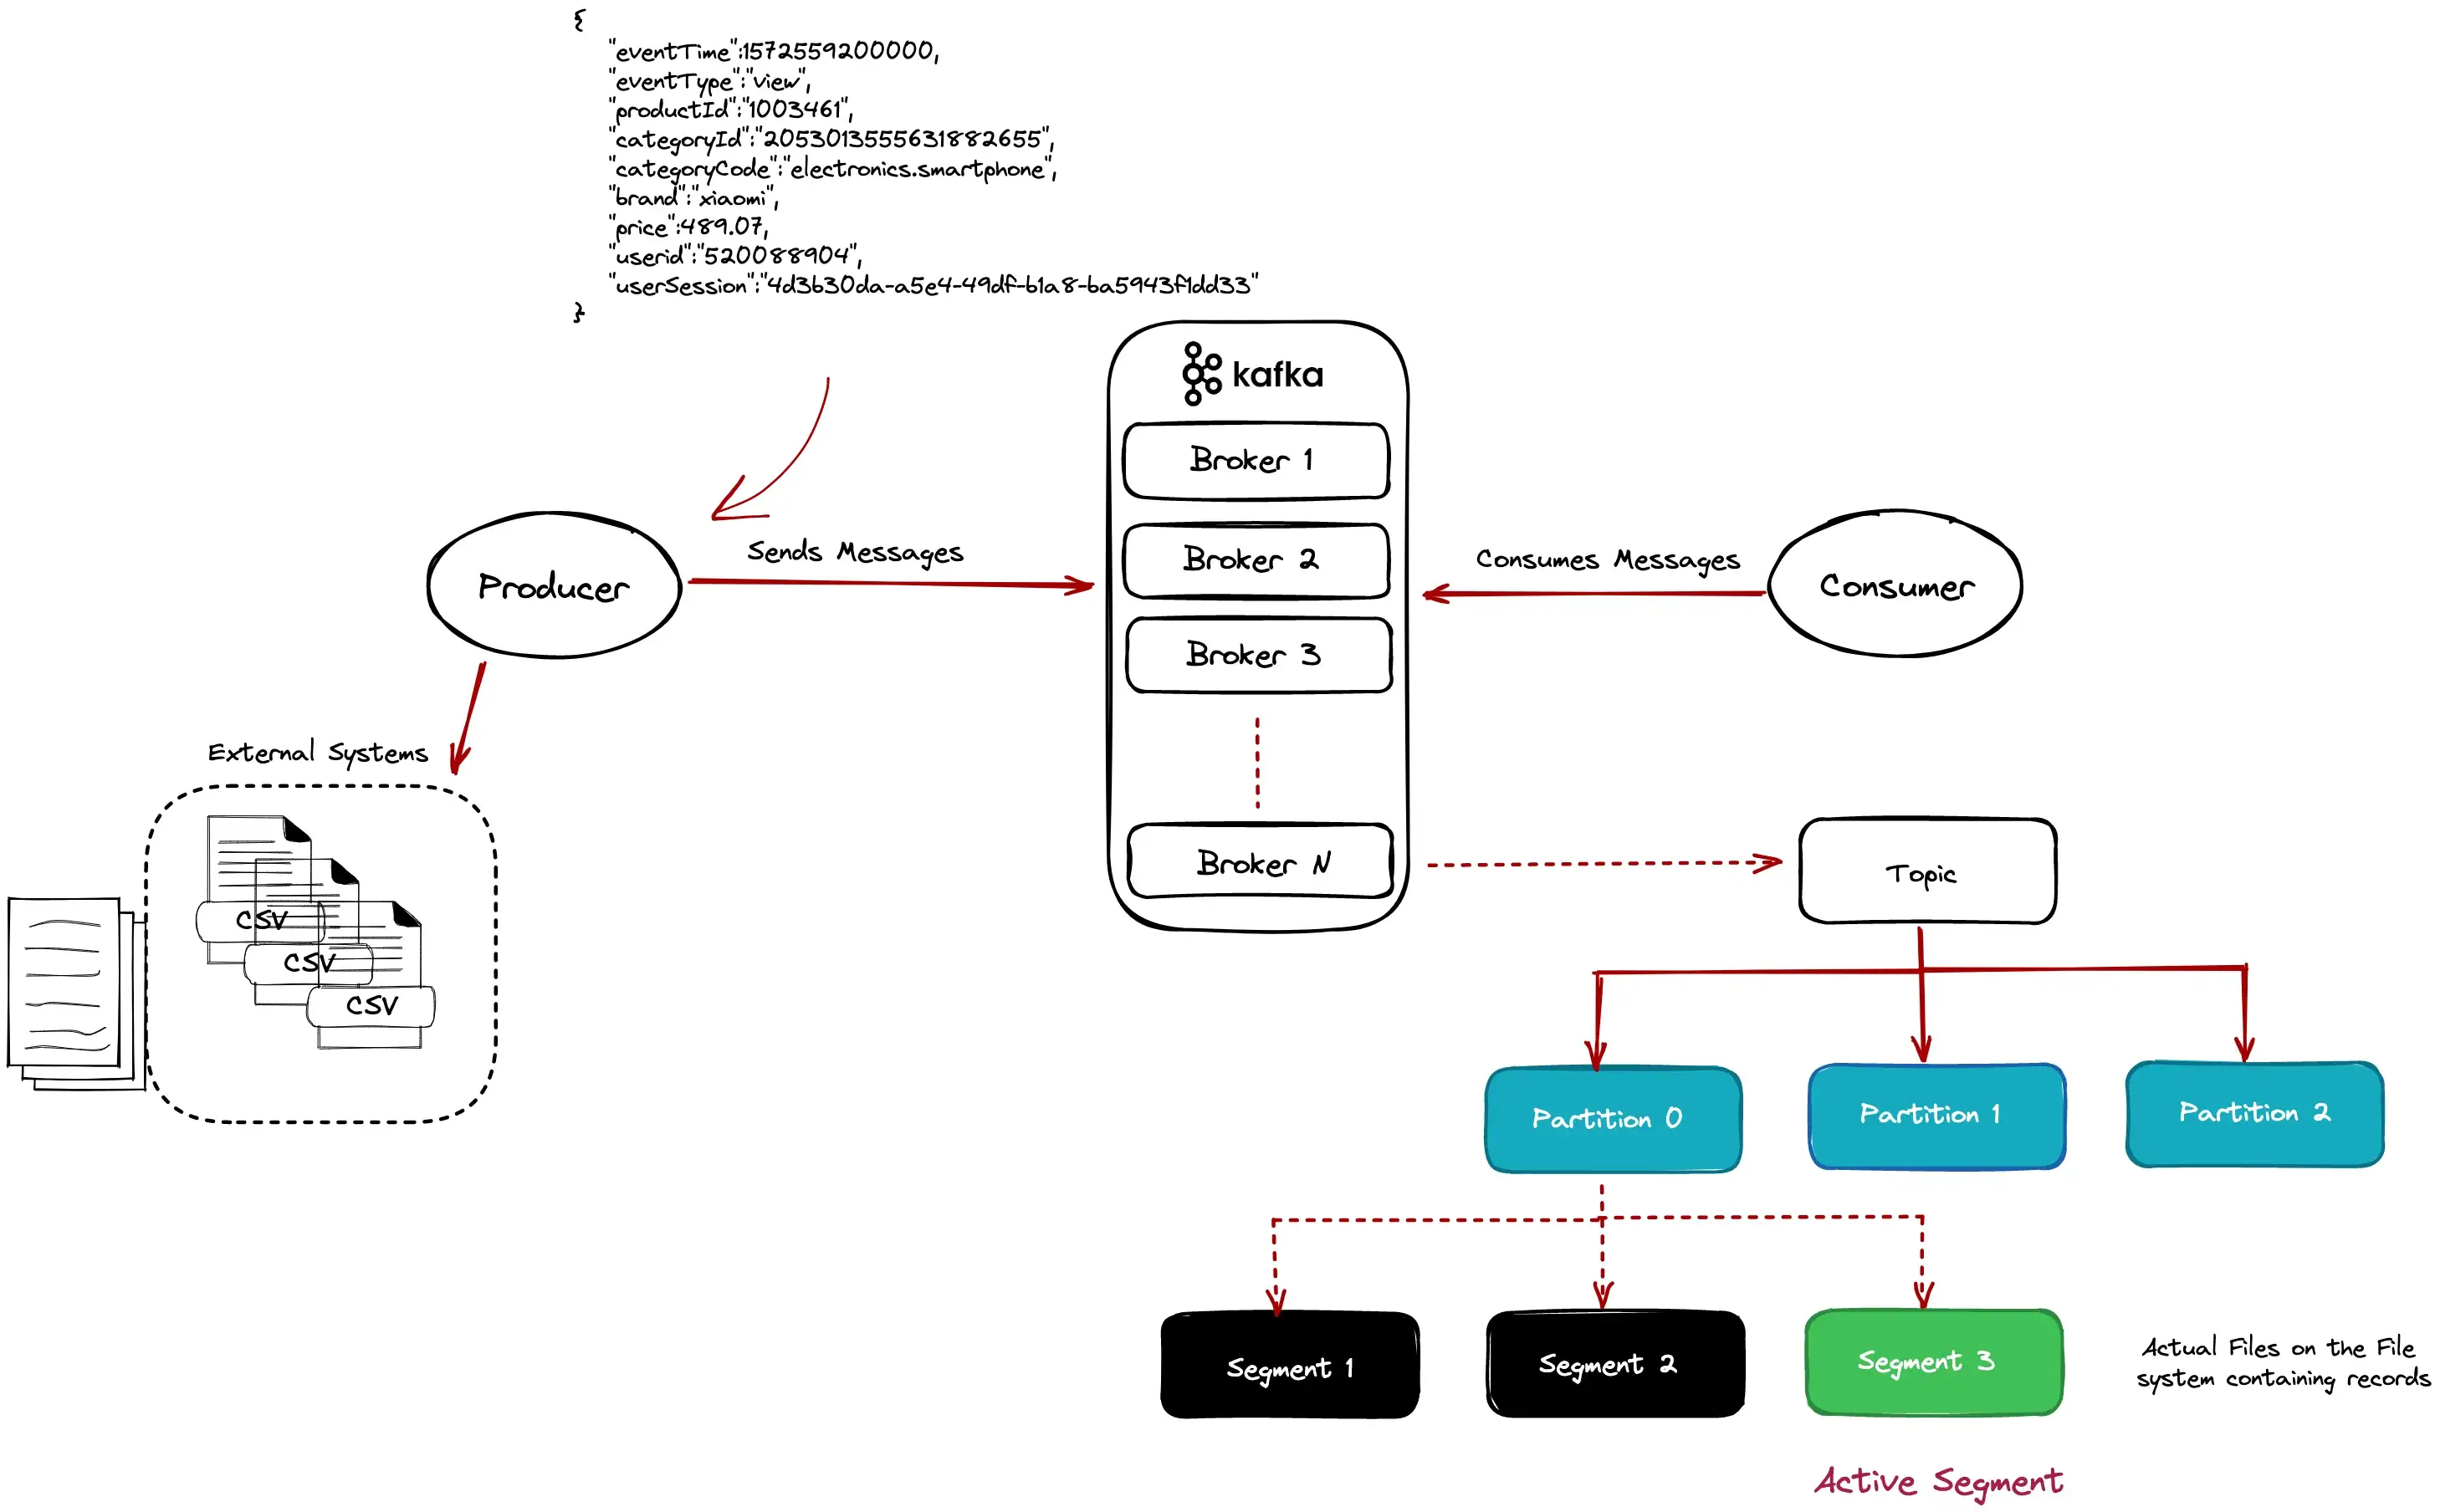 {
"eventTime":1572559200000,
"eventType":"view",
"productId":"1003461",
"categoryId":"2053013555631882655",
"categoryCode":"electronics.smartphone",
"brand":"xiaomi",
"price":489.07,
"userid":"520088904",
"userSession":"4d3b30da-a5e4-49df-b1a8-ba5943f1dd33"
}
kafka
Broker 1
Broker 2
Broker 3
Broker N
Producer
Sends Messages
Consumes Messages
Consumer
External Systems
CSV
CSV
CSV
Topic
Partition 0
Partition 1
Partition 2
Segment 1
Segment 2
Segment 3
Actual Files on the File
system containing records
Active Segment